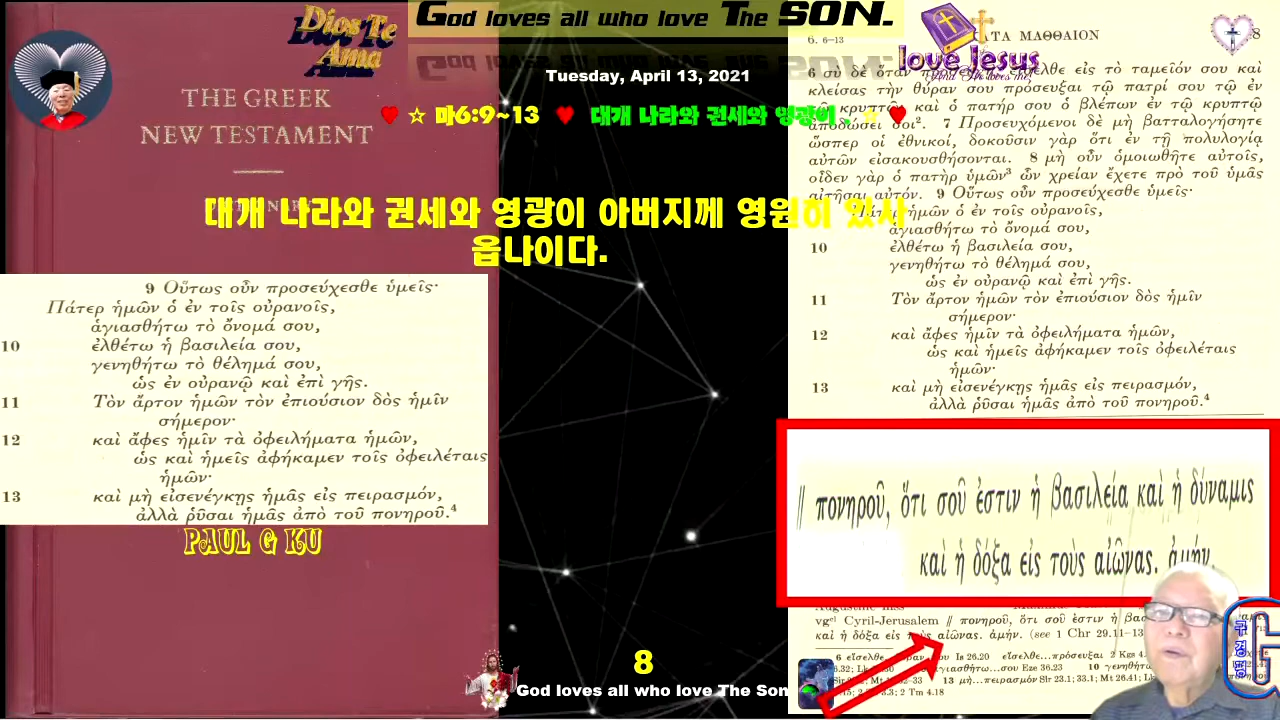 God loves all who love The SON.
Dios Te Ama
Tuesday, April 13, 2021
♥ ☆ 마6:9~13 ♥ 대개 나라와 권세와 영광이 . ☆ ♥
love Jesus
대개 나라와 권세와 영광이 아버지께 영원히 있사
옵나이다.
THE GREEK
NEW TESTAMENT
9 Οὕτως οὖν προσεύχεσθε ὑμεῖς·
Πάτερ ἡμῶν ὁ ἐν τοῖς οὐρανοῖς,
ἁγιασθήτω τὸ ὄνομά σου,
10 ἐλθέτω ἡ βασιλεία σου,
γενηθήτω τὸ θέλημά σου,
ὡς ἐν οὐρανῷ καὶ ἐπὶ γῆς.
11 Τὸν ἄρτον ἡμῶν τὸν ἐπιούσιον δὸς ἡμῖν
σήμερον·
12 καὶ ἄφες ἡμῖν τὰ ὀφειλήματα ἡμῶν,
ὡς καὶ ἡμεῖς ἀφήκαμεν τοῖς ὀφειλέταις
ἡμῶν·
13 καὶ μὴ εἰσενέγκῃς ἡμᾶς εἰς πειρασμόν,
ἀλλὰ ῥῦσαι ἡμᾶς ἀπὸ τοῦ πονηροῦ.⁴
PAUL G KU
8
God loves all who love The Son
6. 6–13
ΤΑ ΜΑΘΘΑΙΟΝ
8
6 σὺ δὲ ὅταν εἴσελθε εἰς τὸ ταμεῖόν σου καὶ
κλείσας τὴν θύραν σου πρόσευξαι τῷ πατρί σου τῷ ἐν
τῷ κρυπτῷ· καὶ ὁ πατήρ σου ὁ βλέπων ἐν τῷ κρυπτῷ
ἀποδώσει σοι². 7 Προσευχόμενοι δὲ μὴ βατταλογήσητε
ὥσπερ οἱ ἐθνικοί, δοκοῦσιν γὰρ ὅτι ἐν τῇ πολυλογίᾳ
αὐτῶν εἰσακουσθήσονται. 8 μὴ οὖν ὁμοιωθῆτε αὐτοῖς,
οἶδεν γὰρ ὁ πατὴρ ὑμῶν³ ὧν χρείαν ἔχετε πρὸ τοῦ ὑμᾶς
αἰτῆσαι αὐτόν. 9 Οὕτως οὖν προσεύχεσθε ὑμεῖς·
ἡμῶν ὁ ἐν τοῖς οὐρανοῖς,
ἁγιασθήτω τὸ ὄνομά σου,
10 ἐλθέτω ἡ βασιλεία σου,
γενηθήτω τὸ θέλημά σου,
ὡς ἐν οὐρανῷ καὶ ἐπὶ γῆς.
11 Τὸν ἄρτον ἡμῶν τὸν ἐπιούσιον δὸς ἡμῖν
σήμερον·
12 καὶ ἄφες ἡμῖν τὰ ὀφειλήματα ἡμῶν,
ὡς καὶ ἡμεῖς ἀφήκαμεν τοῖς ὀφειλέταις
ἡμῶν·
13 καὶ μὴ εἰσενέγκῃς ἡμᾶς εἰς πειρασμόν,
ἀλλὰ ῥῦσαι ἡμᾶς ἀπὸ τοῦ πονηροῦ.⁴
// πονηροῦ, ὅτι σοῦ ἐστιν ἡ βασιλεία καὶ ἡ δύναμις
καὶ ἡ δόξα εἰς τοὺς αἰῶνας. ἀμήν.
Cyril-Jerusalem // πονηροῦ, ὅτι σοῦ ἐστιν ἡ
καὶ ἡ δόξα εἰς τοὺς αἰῶνας. ἀμήν. (see 1 Chr 29.11–13